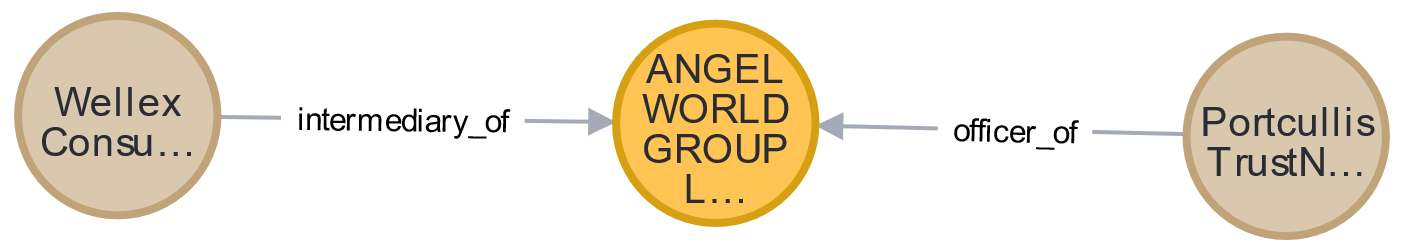 Wellex
Consu...
intermediary_of
ANGEL
WORLD
GROUP
L...
officer_of
Portcullis
TrustN...